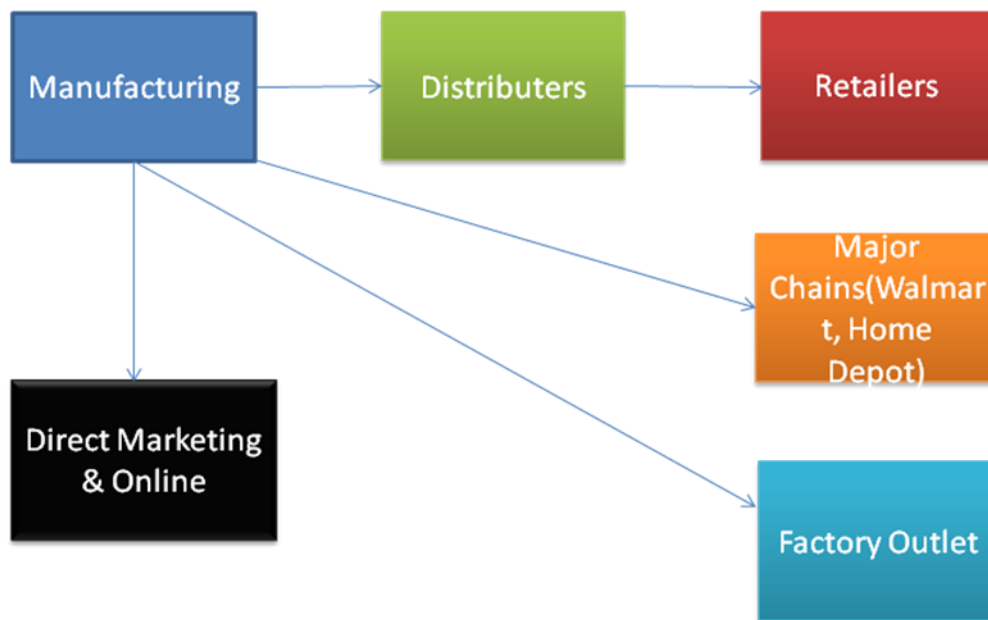 Manufacturing
Distributers
Retailers
Major
Chains(Walmar
t, Home
Depot)
Direct Marketing
& Online
Factory Outlet